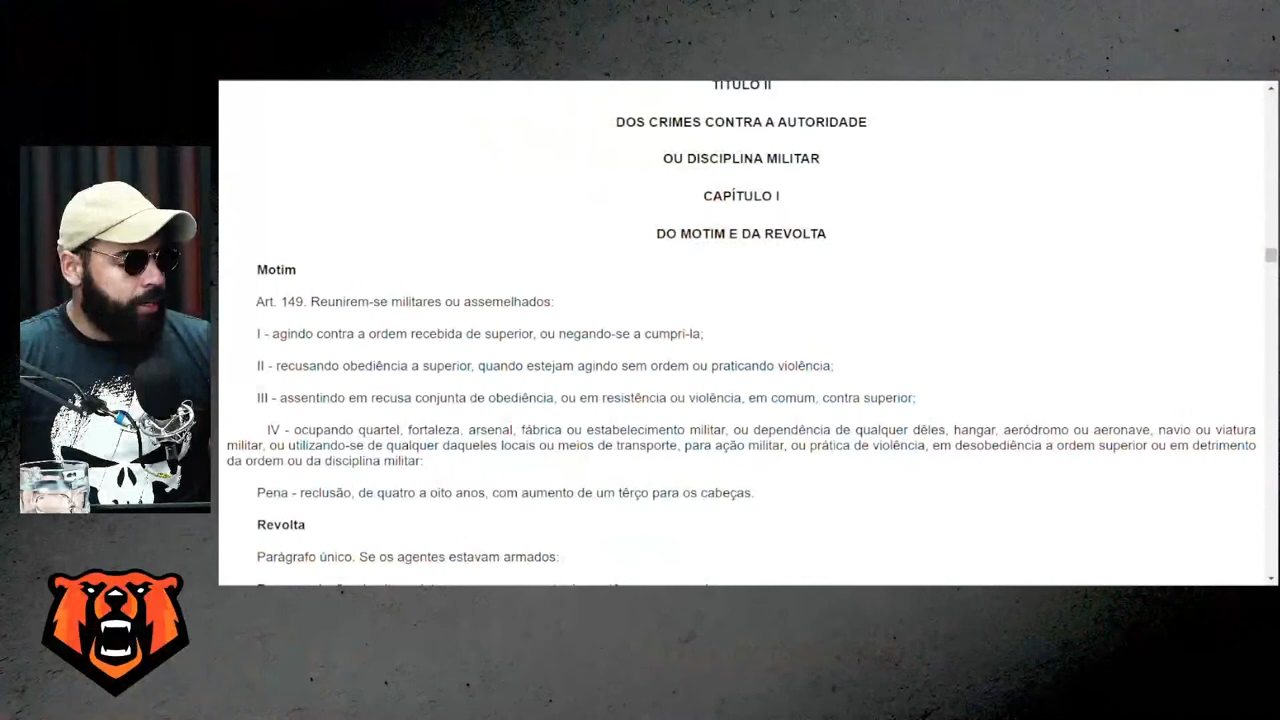 TÍTULO II
DOS CRIMES CONTRA A AUTORIDADE
OU DISCIPLINA MILITAR
CAPÍTULO I
DO MOTIM E DA REVOLTA
Motim
Art. 149. Reunirem-se militares ou assemelhados:
I - agindo contra a ordem recebida de superior, ou negando-se a cumpri-la;
II - recusando obediência a superior, quando estejam agindo sem ordem ou praticando violência;
III - assentindo em recusa conjunta de obediência, ou em resistência ou violência, em comum, contra superior;
IV - ocupando quartel, fortaleza, arsenal, fábrica ou estabelecimento militar, ou dependência de qualquer dêles, hangar, aeródromo ou aeronave, navio ou viatura
militar, ou utilizando-se de qualquer daqueles locais ou meios de transporte, para ação militar, ou prática de violência, em desobediência a ordem superior ou em detrimento
da ordem ou da disciplina militar:
Pena - reclusão, de quatro a oito anos, com aumento de um têrço para os cabeças.
Revolta
Parágrafo único. Se os agentes estavam armados: